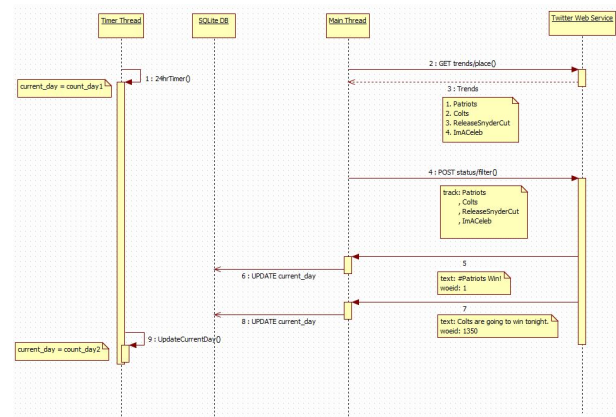 Timer Thread
SQLite DB
Main Thread
Twitter Web Service
1 : 24hrTimer()
current_day = count_day1
2 : GET trends/place()
3 : Trends
1. Patriots
2. Colts
3. ReleaseSnyderCut
4. ImACeleb
4 : POST status/filter()
track: Patriots
, Colts
, ReleaseSnyderCut
, ImACeleb
5
6 : UPDATE current_day
text: #Patriots Win!
woeid: 1
7
8 : UPDATE current_day
text: Colts are going to win tonight.
woeid: 1350
9 : UpdateCurrentDay()
current_day = count_day2